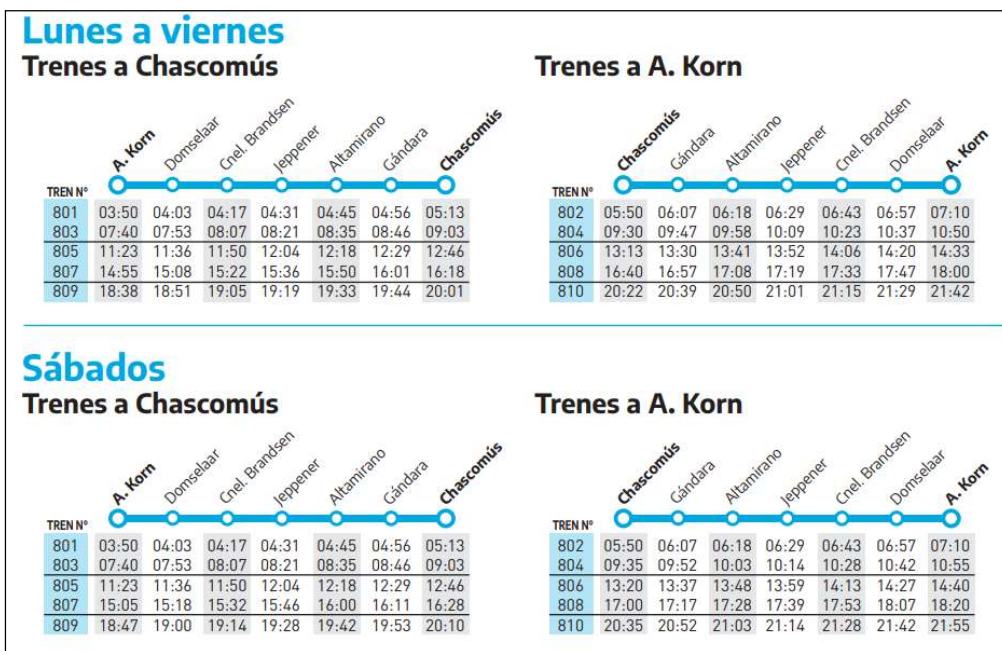 Lunes a viernes
Trenes a Chascomús
A. Korn Domselaar Cnel. Brandsen Jeppener Altamirano Gándara Chascomús
TREN Nº
801 03:50 04:03 04:17 04:31 04:45 04:56 05:13
803 07:40 07:53 08:07 08:21 08:35 08:46 09:03
805 11:23 11:36 11:50 12:04 12:18 12:29 12:46
807 14:55 15:08 15:22 15:36 15:50 16:01 16:18
809 18:38 18:51 19:05 19:19 19:33 19:44 20:01
Trenes a A. Korn
Chascomús Gándara Altamirano Jeppener Cnel. Brandsen Domselaar A. Korn
TREN Nº
802 05:50 06:07 06:18 06:29 06:43 06:57 07:10
804 09:30 09:47 09:58 10:09 10:23 10:37 10:50
806 13:13 13:30 13:41 13:52 14:06 14:20 14:33
808 16:40 16:57 17:08 17:19 17:33 17:47 18:00
810 20:22 20:39 20:50 21:01 21:15 21:29 21:42
Sábados
Trenes a Chascomús
A. Korn Domselaar Cnel. Brandsen Jeppener Altamirano Gándara Chascomús
TREN Nº
801 03:50 04:03 04:17 04:31 04:45 04:56 05:13
803 07:40 07:53 08:07 08:21 08:35 08:46 09:03
805 11:23 11:36 11:50 12:04 12:18 12:29 12:46
807 15:05 15:18 15:32 15:46 16:00 16:11 16:28
809 18:47 19:00 19:14 19:28 19:42 19:53 20:10
Trenes a A. Korn
Chascomús Gándara Altamirano Jeppener Cnel. Brandsen Domselaar A. Korn
TREN Nº
802 05:50 06:07 06:18 06:29 06:43 06:57 07:10
804 09:35 09:52 10:03 10:14 10:28 10:42 10:55
806 13:20 13:37 13:48 13:59 14:13 14:27 14:40
808 17:00 17:17 17:28 17:39 17:53 18:07 18:20
810 20:35 20:52 21:03 21:14 21:28 21:42 21:55